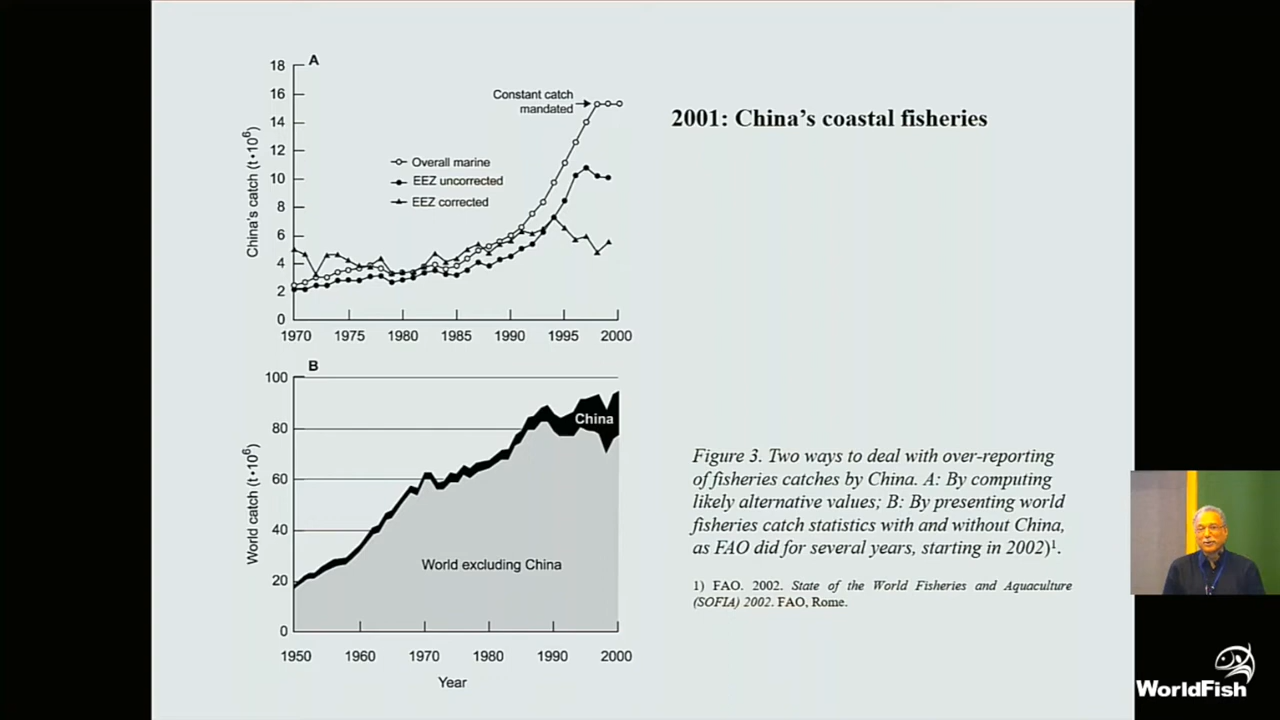 A
18
16
14
12
10
8
6
4
2
0
China's catch (t•10⁶)
Constant catch
mandated
Overall marine
EEZ uncorrected
EEZ corrected
1970 1975 1980 1985 1990 1995 2000
2001: China's coastal fisheries
B
100
80
60
40
20
0
World catch (t•10⁶)
China
World excluding China
1950 1960 1970 1980 1990 2000
Year
Figure 3. Two ways to deal with over-reporting
of fisheries catches by China. A: By computing
likely alternative values; B: By presenting world
fisheries catch statistics with and without China,
as FAO did for several years, starting in 2002)¹.
1) FAO. 2002. State of the World Fisheries and Aquaculture
(SOFIA) 2002. FAO, Rome.
WorldFish